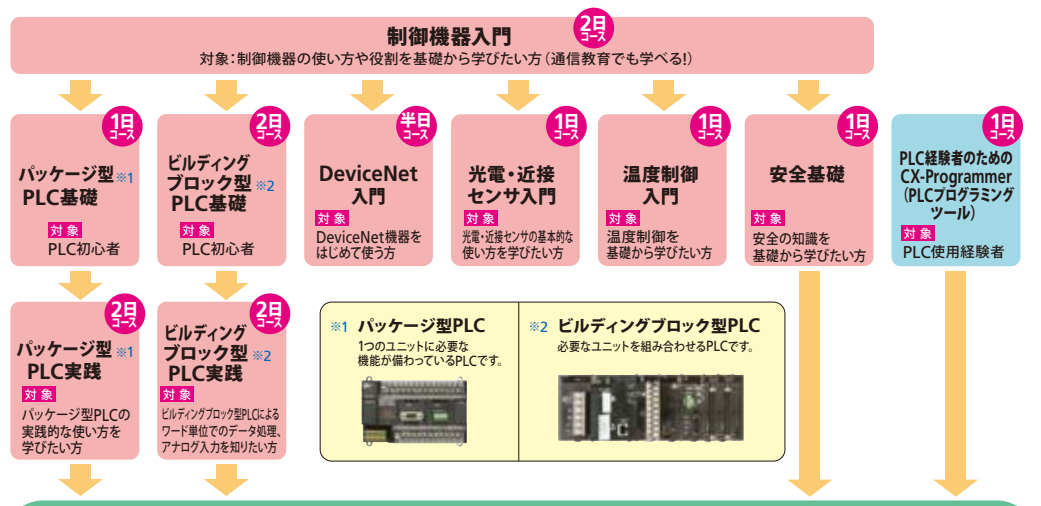 制御機器入門
2日
コース
対象:制御機器の使い方や役割を基礎から学びたい方(通信教育でも学べる!)
1日
コース
パッケージ型※1
PLC基礎
対象
PLC初心者
2日
コース
ビルディング
ブロック型※2
PLC基礎
対象
PLC初心者
半日
コース
DeviceNet
入門
対象
DeviceNet機器を
はじめて使う方
1日
コース
光電・近接
センサ入門
対象
光電・近接センサの基本的な
使い方を学びたい方
1日
コース
温度制御
入門
対象
温度制御を
基礎から学びたい方
1日
コース
安全基礎
対象
安全の知識を
基礎から学びたい方
1日
コース
PLC経験者のための
CX-Programmer
(PLCプログラミング
ツール)
対象
PLC使用経験者
2日
コース
パッケージ型※1
PLC実践
対象
パッケージ型PLCの
実践的な使い方を
学びたい方
2日
コース
ビルディング
ブロック型※2
PLC実践
対象
ビルディングブロック型PLCによる
ワード単位でのデータ処理、
アナログ入力を知りたい方
※1 パッケージ型PLC
1つのユニットに必要な
機能が備わっているPLCです。
※2 ビルディングブロック型PLC
必要なユニットを組み合わせるPLCです。